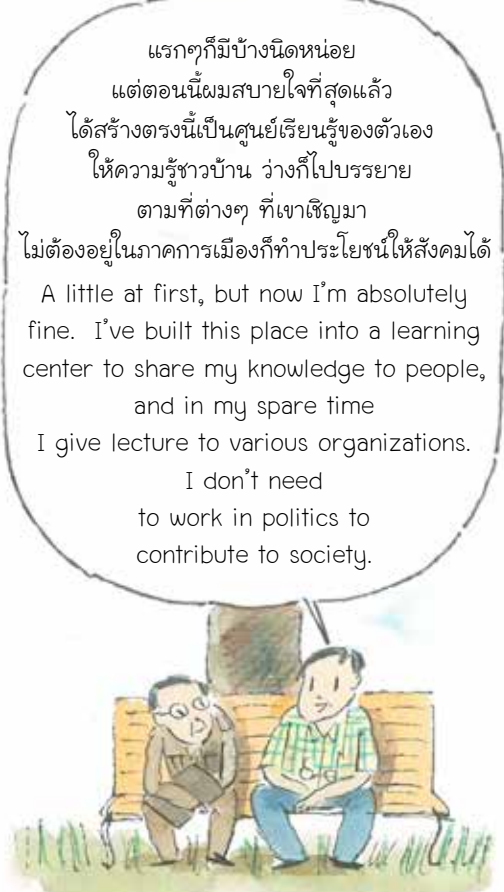 แรกๆก็มีบ้างนิดหน่อย
แต่ตอนนี้ผมสบายใจที่สุดแล้ว
ได้สร้างตรงนี้เป็นศูนย์เรียนรู้ของตัวเอง
ให้ความรู้ชาวบ้าน ว่างก็ไปบรรยาย
ตามที่ต่างๆ ที่เขาเชิญมา
ไม่ต้องอยู่ในภาคการเมืองก็ทำประโยชน์ให้สังคมได้
A little at first, but now I'm absolutely
fine. I've built this place into a learning
center to share my knowledge to people,
and in my spare time
I give lecture to various organizations.
I don't need
to work in politics to
contribute to society.